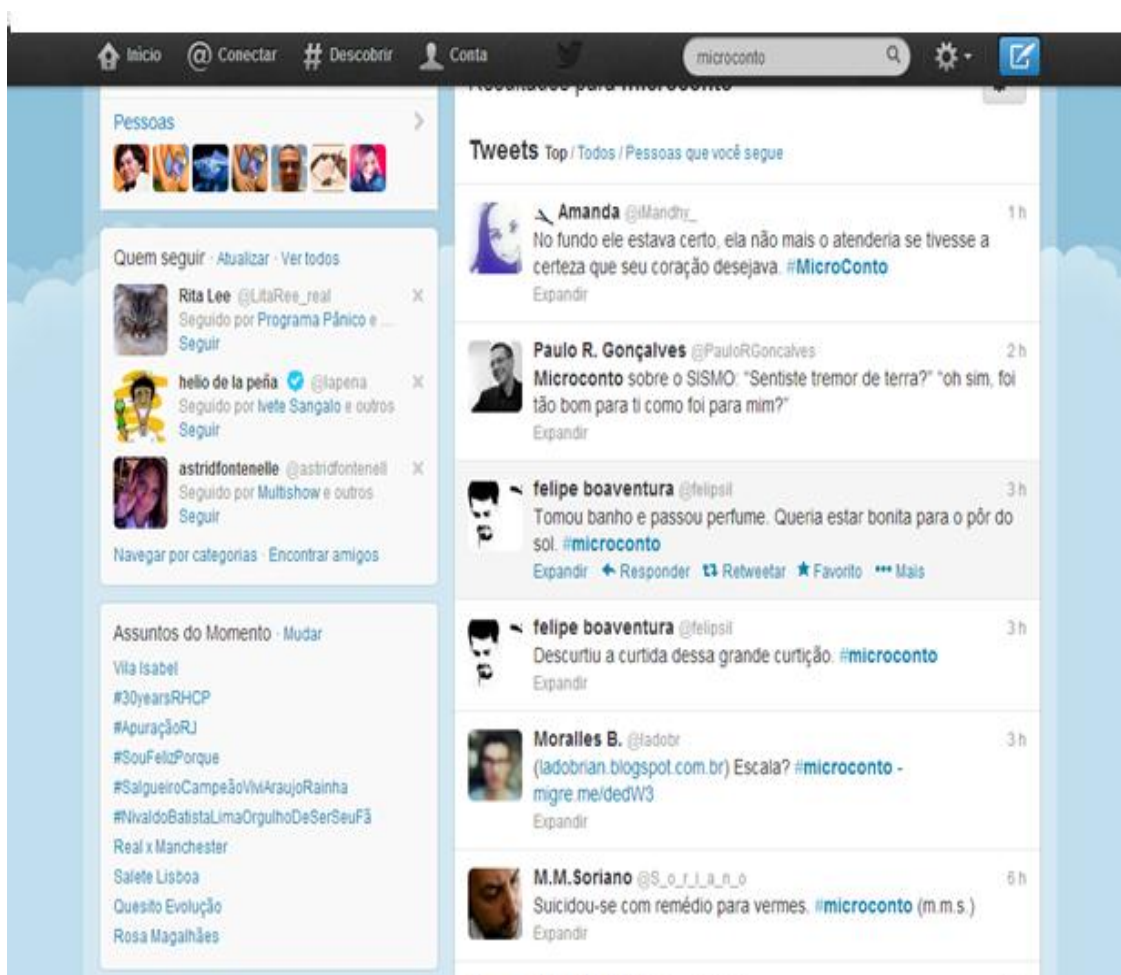 Início @ Conectar # Descobrir Conta microconto
Resultados para microconto
Pessoas
Quem seguir · Atualizar · Ver todos
Rita Lee @LitaRee_real
Seguido por Programa Pânico e ...
Seguir
helio de la peña @lapena
Seguido por Ivete Sangalo e outros
Seguir
astridfontenelle @astridfontenell
Seguido por Multishow e outros
Seguir
Navegar por categorias · Encontrar amigos
Assuntos do Momento · Mudar
Vila Isabel
#30yearsRHCP
#ApuraçãoRJ
#SouFelizPorque
#SalgueiroCampeãoViviAraujoRainha
#NivaldoBatistaLimaOrgulhoDeSerSeuFã
Real x Manchester
Salete Lisboa
Quesito Evolução
Rosa Magalhães
Tweets Top / Todos / Pessoas que você segue
Amanda @iMandhy_ 1 h
No fundo ele estava certo, ela não mais o atenderia se tivesse a
certeza que seu coração desejava. #MicroConto
Expandir
Paulo R. Gonçalves @PauloRGoncalves 2 h
Microconto sobre o SISMO: “Sentiste tremor de terra?” “oh sim, foi
tão bom para ti como foi para mim?”
Expandir
felipe boaventura @felipsil 3 h
Tomou banho e passou perfume. Queria estar bonita para o pôr do
sol. #microconto
Expandir Responder Retweetar Favorito ••• Mais
felipe boaventura @felipsil 3 h
Descurtiu a curtida dessa grande curtição. #microconto
Expandir
Moralles B. @ladobr 3 h
(ladobrian.blogspot.com.br) Escala? #microconto -
migre.me/dedW3
Expandir
M.M.Soriano @S_o_r_i_a_n_o 6 h
Suicidou-se com remédio para vermes. #microconto (m.m.s.)
Expandir